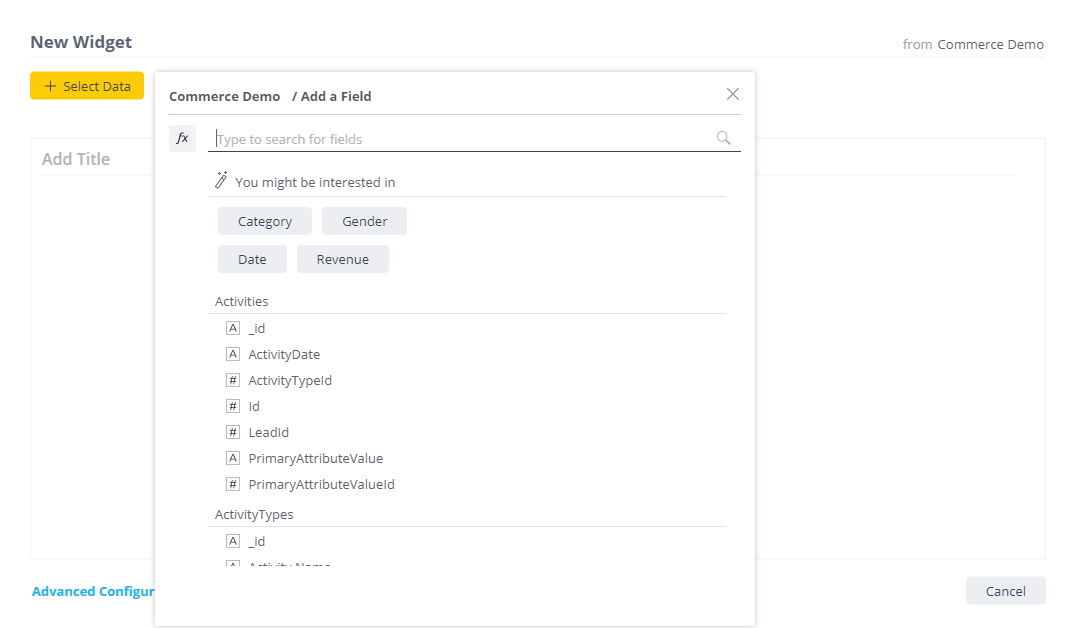 New Widget
from Commerce Demo
+ Select Data
Commerce Demo / Add a Field
fx
Type to search for fields
Add Title
You might be interested in
Category Gender
Date Revenue
Activities
A _id
A ActivityDate
# ActivityTypeId
# Id
# LeadId
A PrimaryAttributeValue
# PrimaryAttributeValueId
ActivityTypes
A _id
A Activity Name
Advanced Configur
Cancel